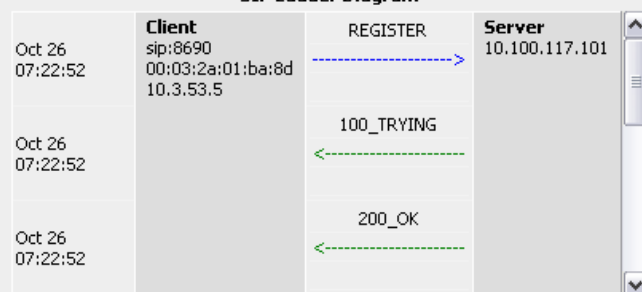 Oct 26
07:22:52
Client
sip:8690
00:03:2a:01:ba:8d
10.3.53.5
REGISTER
Server
10.100.117.101
Oct 26
07:22:52
100_TRYING
Oct 26
07:22:52
200_OK